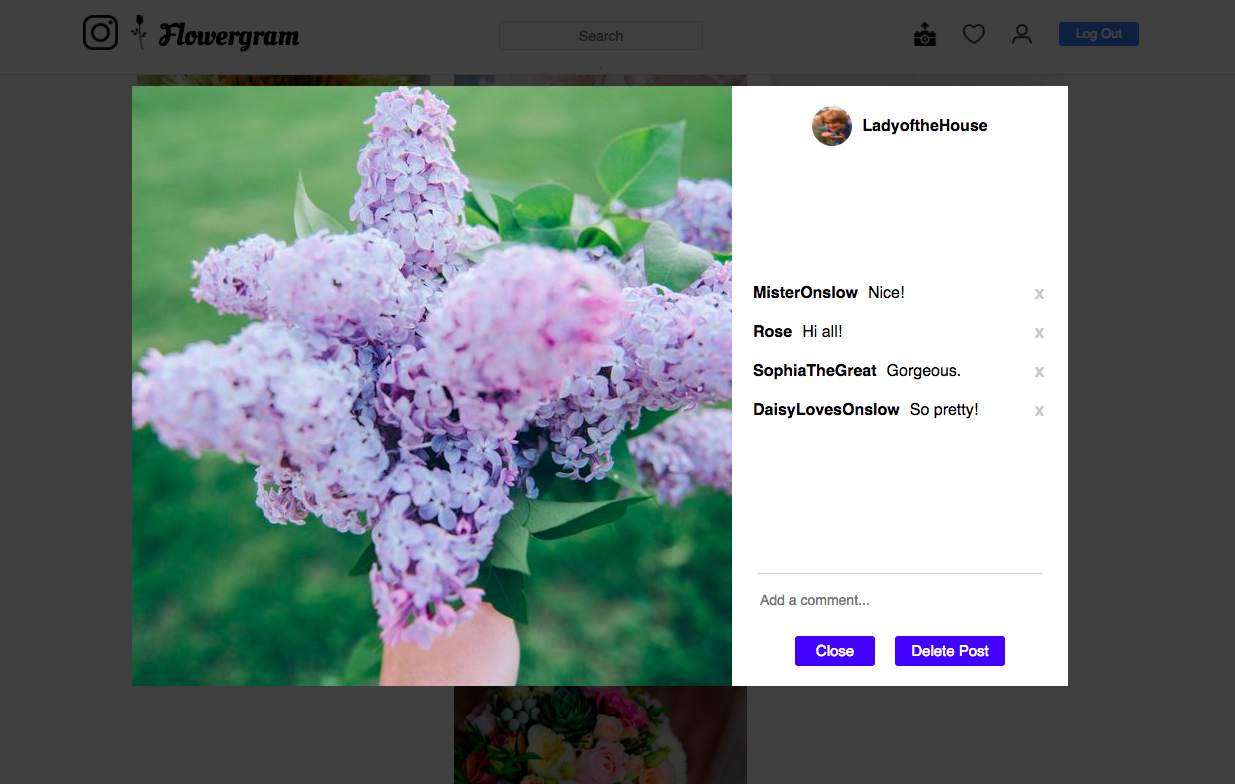 Flowergram
Search
Log Out
LadyoftheHouse
MisterOnslow Nice! x
Rose Hi all! x
SophiaTheGreat Gorgeous. x
DaisyLovesOnslow So pretty! x
Add a comment...
Close
Delete Post